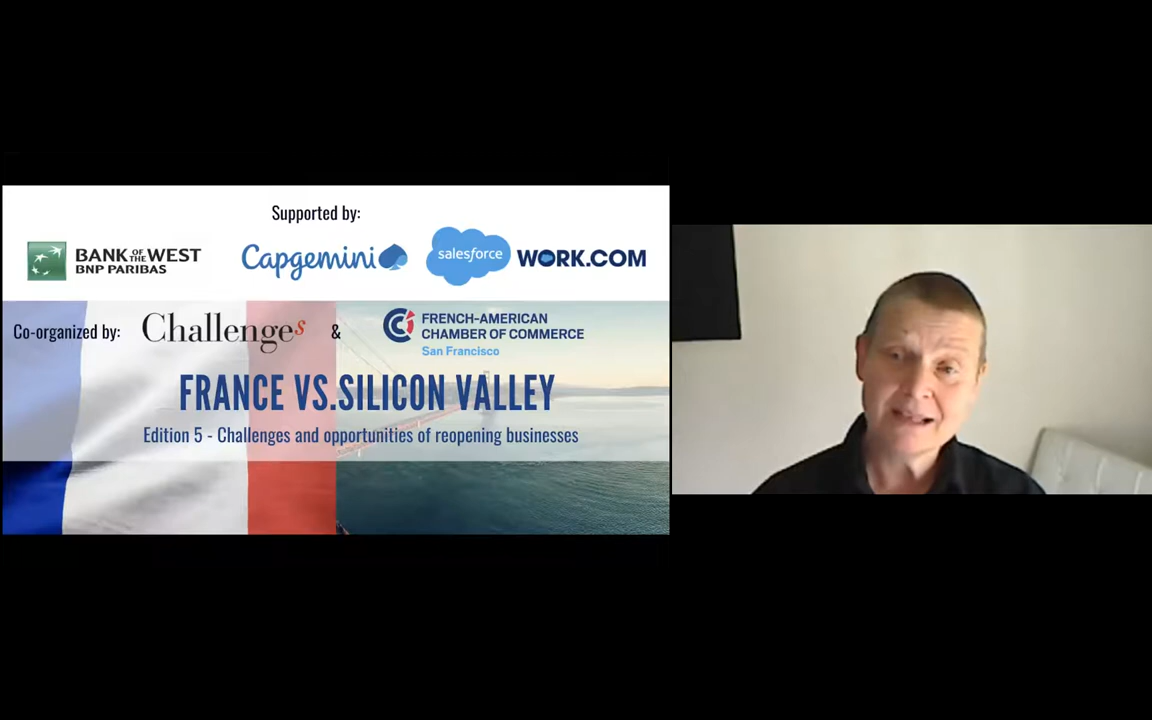 Supported by:
BANK OF THE WEST
BNP PARIBAS
Capgemini
salesforce
WORK.COM
Co-organized by:
Challenges
&
FRENCH-AMERICAN
CHAMBER OF COMMERCE
San Francisco
FRANCE VS.SILICON VALLEY
Edition 5 - Challenges and opportunities of reopening businesses